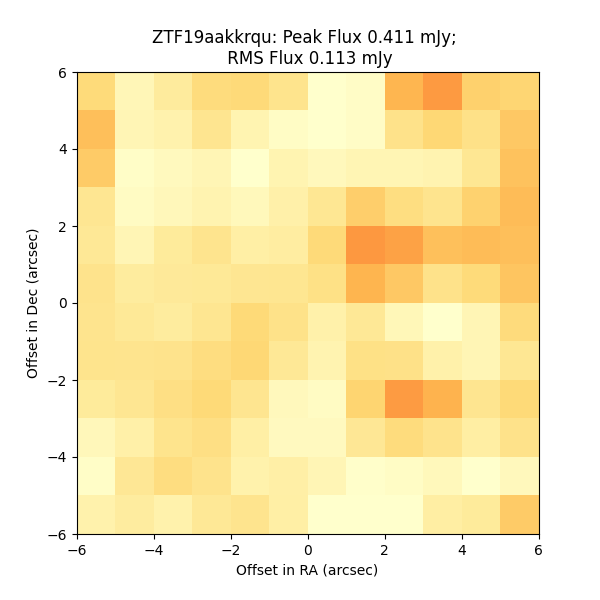 ZTF19aakkrqu: Peak Flux 0.411 mJy;
RMS Flux 0.113 mJy
6
4
2
0
−2
−4
−6
Offset in Dec (arcsec)
−6 −4 −2 0 2 4 6
Offset in RA (arcsec)